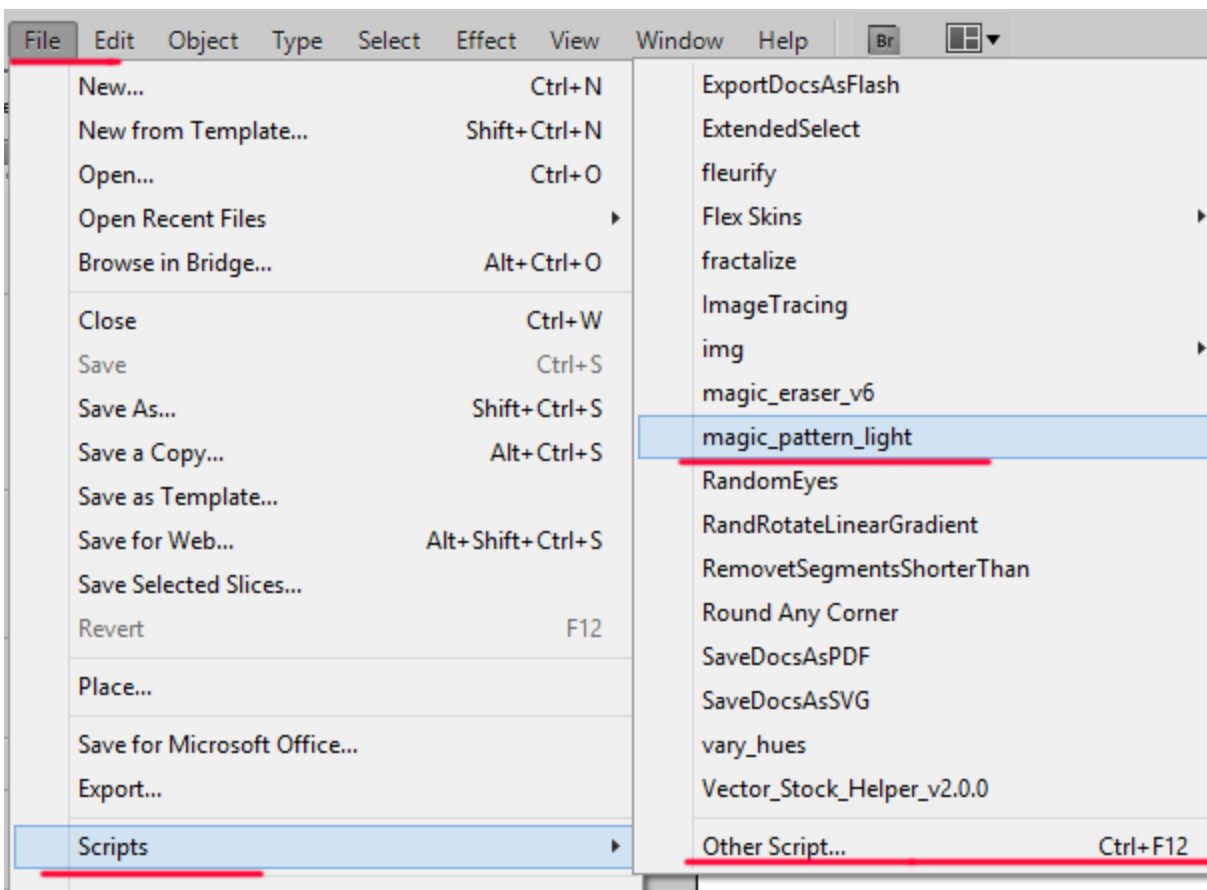 File Edit Object Type Select Effect View Window Help Br
New... Ctrl+N
New from Template... Shift+Ctrl+N
Open... Ctrl+O
Open Recent Files
Browse in Bridge... Alt+Ctrl+O
Close Ctrl+W
Save Ctrl+S
Save As... Shift+Ctrl+S
Save a Copy... Alt+Ctrl+S
Save as Template...
Save for Web... Alt+Shift+Ctrl+S
Save Selected Slices...
Revert F12
Place...
Save for Microsoft Office...
Export...
Scripts
ExportDocsAsFlash
ExtendedSelect
fleurify
Flex Skins
fractalize
ImageTracing
img
magic_eraser_v6
magic_pattern_light
RandomEyes
RandRotateLinearGradient
RemovetSegmentsShorterThan
Round Any Corner
SaveDocsAsPDF
SaveDocsAsSVG
vary_hues
Vector_Stock_Helper_v2.0.0
Other Script... Ctrl+F12